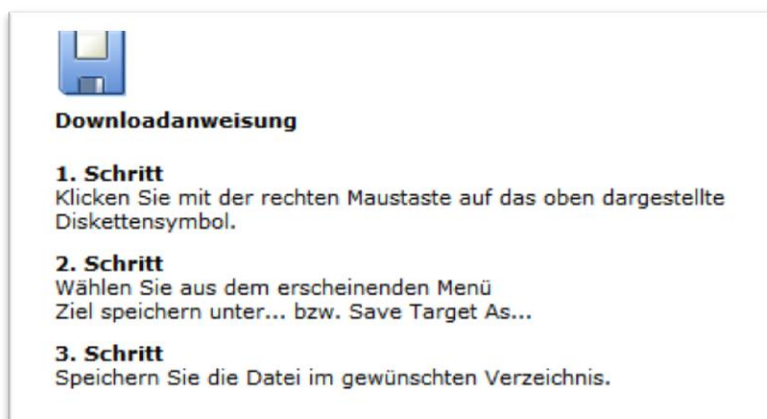 Downloadanweisung
1. Schritt
Klicken Sie mit der rechten Maustaste auf das oben dargestellte
Diskettensymbol.
2. Schritt
Wählen Sie aus dem erscheinenden Menü
Ziel speichern unter... bzw. Save Target As...
3. Schritt
Speichern Sie die Datei im gewünschten Verzeichnis.